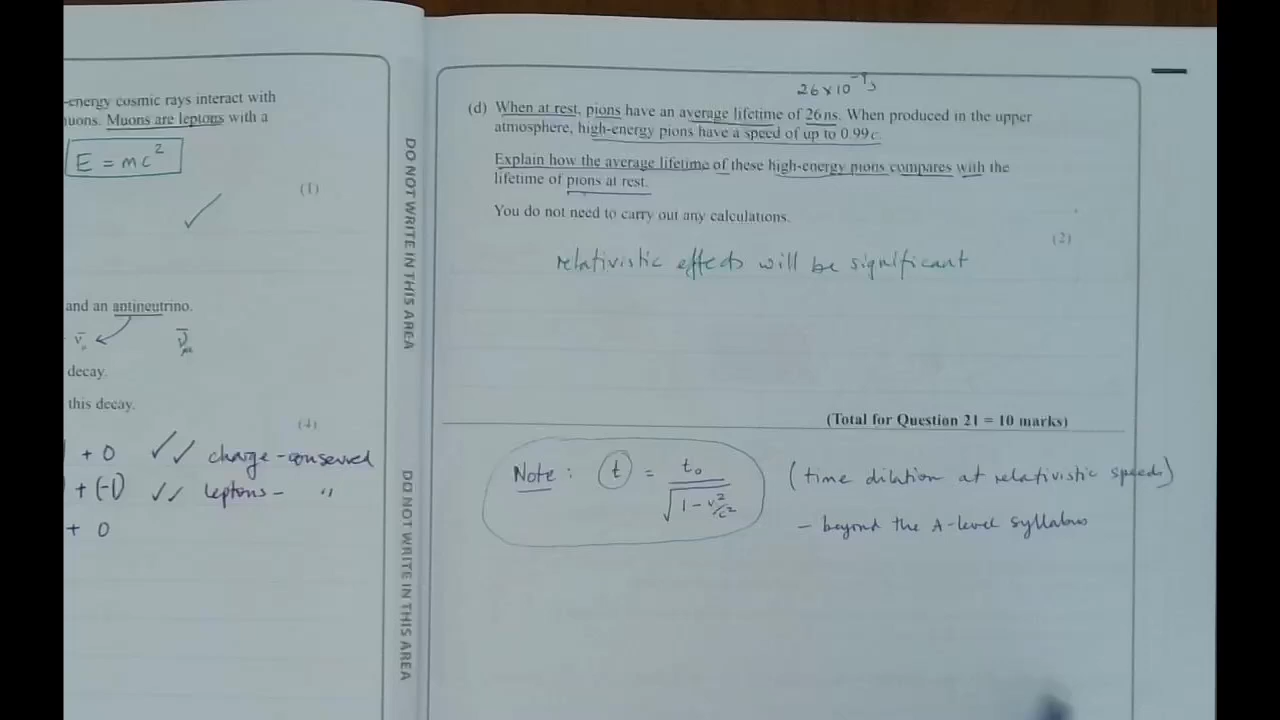 -energy cosmic rays interact with
nuons. Muons are leptons with a
E = mc²
(1)
and an antineutrino.
decay.
this decay.
(4)
+ 0 ✓✓ charge - conserved
+ (-1) ✓✓ leptons - "
+ 0
DO NOT WRITE IN THIS AREA
DO NOT WRITE IN THIS AREA
26 × 10⁻⁹ s
(d) When at rest, pions have an average lifetime of 26 ns. When produced in the upper
atmosphere, high-energy pions have a speed of up to 0.99c.
Explain how the average lifetime of these high-energy pions compares with the
lifetime of pions at rest.
You do not need to carry out any calculations.
(2)
relativistic effects will be significant
(Total for Question 21 = 10 marks)
Note: t = t₀ / √(1 - v²/c²) (time dilation at relativistic speeds)
- beyond the A-level syllabus